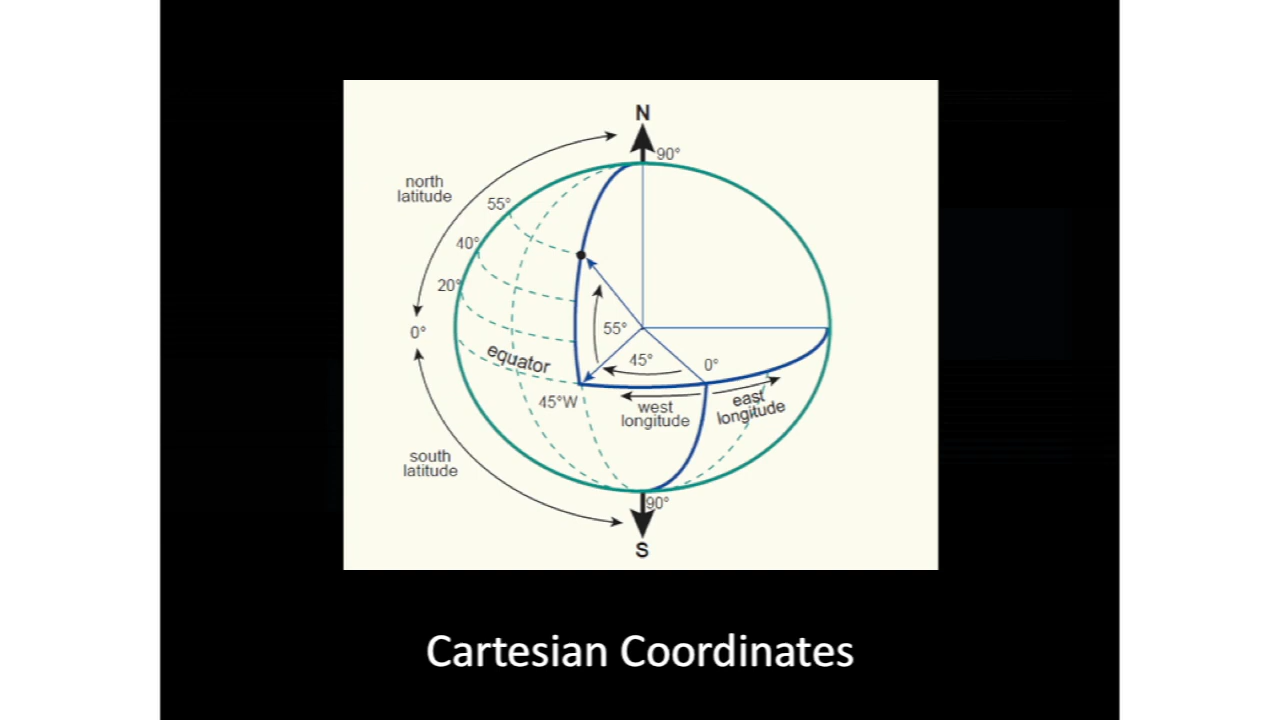 N
90°
north
latitude
55°
40°
20°
0°
55°
45°
0°
equator
45°W
west
longitude
east
longitude
south
latitude
90°
S
Cartesian Coordinates